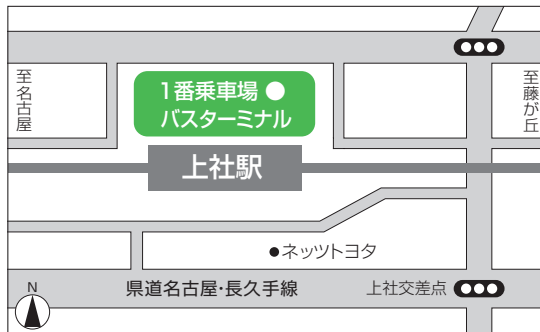 至名古屋
1番乗車場
バスターミナル
至藤が丘
上社駅
ネッツトヨタ
県道名古屋・長久手線
上社交差点
N